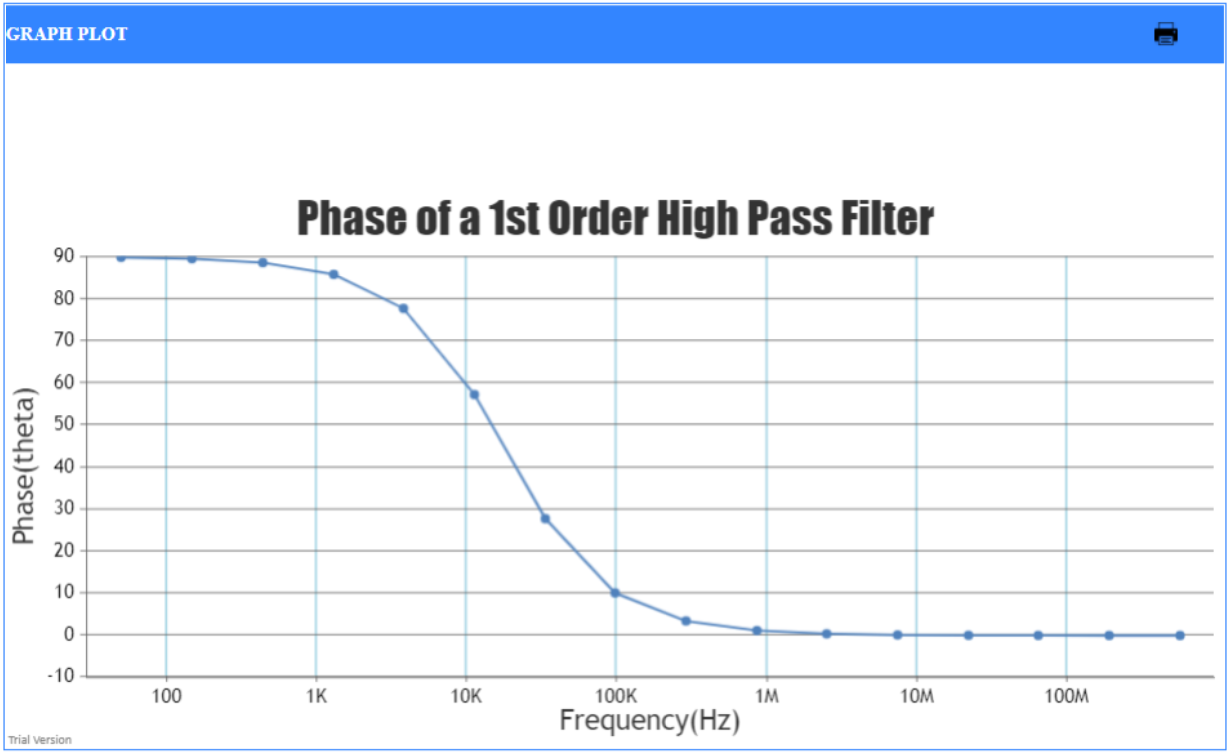 GRAPH PLOT
Phase of a 1st Order High Pass Filter
Phase(theta)
90
80
70
60
50
40
30
20
10
0
-10
100 1K 10K 100K 1M 10M 100M
Frequency(Hz)
Trial Version